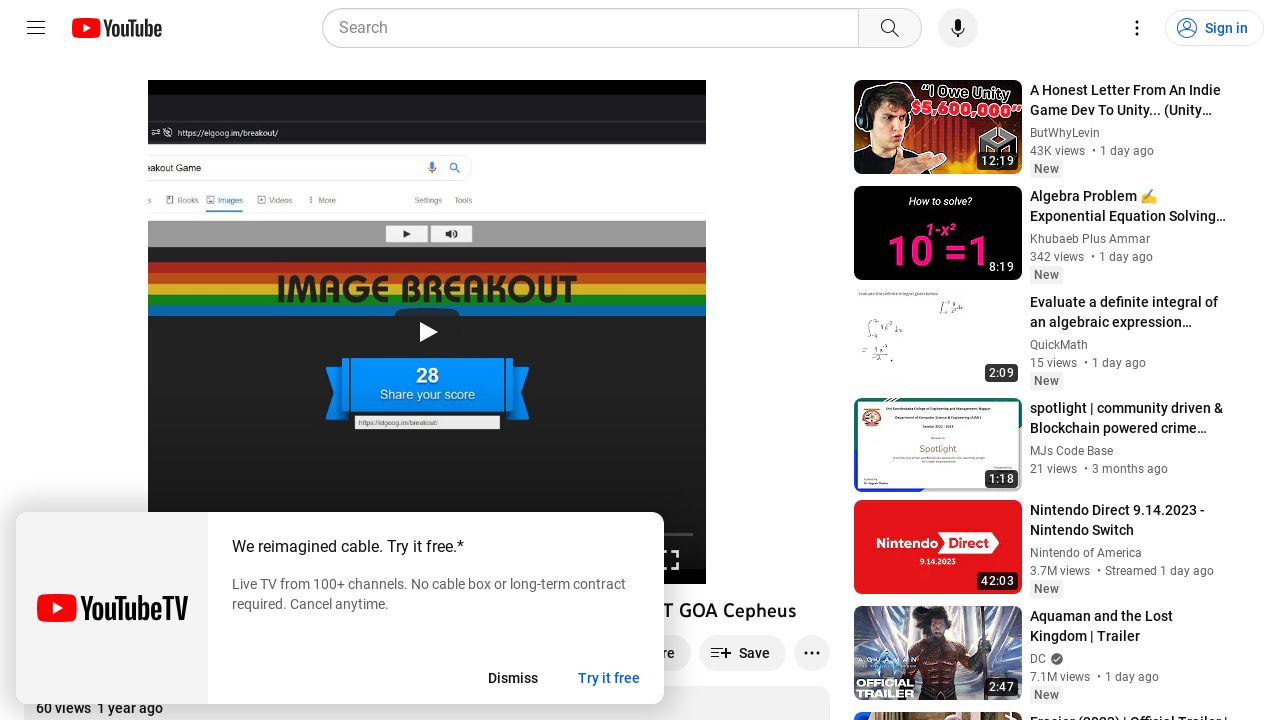 YouTube
Search
Sign in
https://elgoog.im/breakout/
eakout Game
Books
Images
Videos
More
Settings
Tools
IMAGE BREAKOUT
28
Share your score
https://elgoog.im/breakout/
T GOA Cepheus
re
Save
60 views 1 year ago
YouTubeTV
We reimagined cable. Try it free.*
Live TV from 100+ channels. No cable box or long-term contract
required. Cancel anytime.
Dismiss
Try it free
"I Owe Unity
$5,600,000"
12:19
A Honest Letter From An Indie
Game Dev To Unity... (Unity...
ButWhyLevin
43K views • 1 day ago
New
How to solve?
10^1-x² =1
8:19
Algebra Problem ✍️
Exponential Equation Solving...
Khubaeb Plus Ammar
342 views • 1 day ago
New
Evaluate the definite integral given below
2:09
Evaluate a definite integral of
an algebraic expression...
QuickMath
15 views • 1 day ago
New
Spotlight
1:18
spotlight | community driven &
Blockchain powered crime...
MJs Code Base
21 views • 3 months ago
Nintendo Direct
9.14.2023
42:03
Nintendo Direct 9.14.2023 -
Nintendo Switch
Nintendo of America
3.7M views • Streamed 1 day ago
New
AQUAMAN
OFFICIAL
TRAILER
2:47
Aquaman and the Lost
Kingdom | Trailer
DC
7.1M views • 1 day ago
New
Frasier (2023) | Official Trailer |